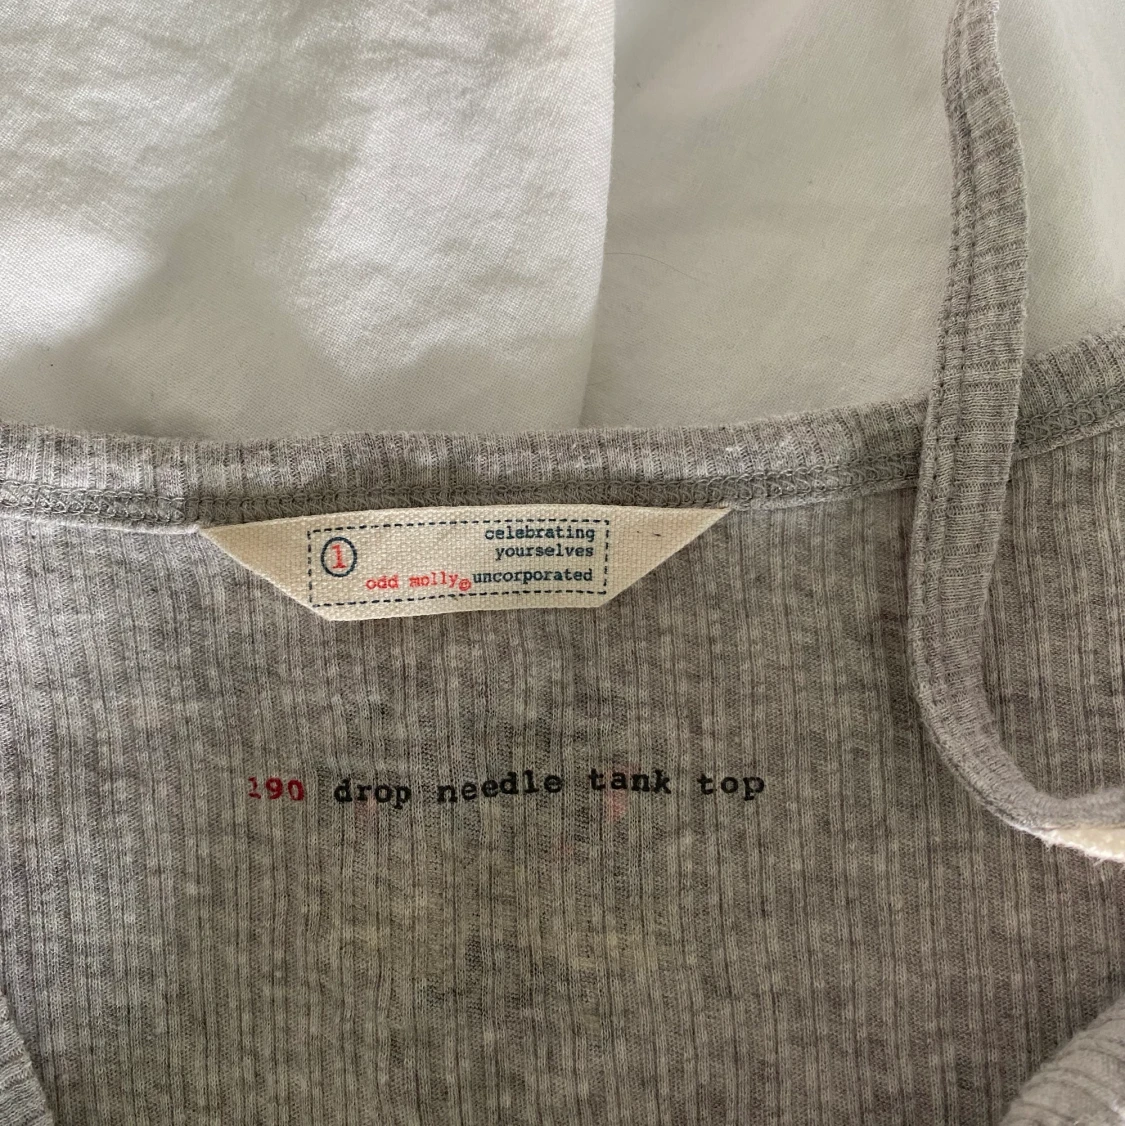 1
celebrating
yourselves
odd molly® uncorporated
190 drop needle tank top